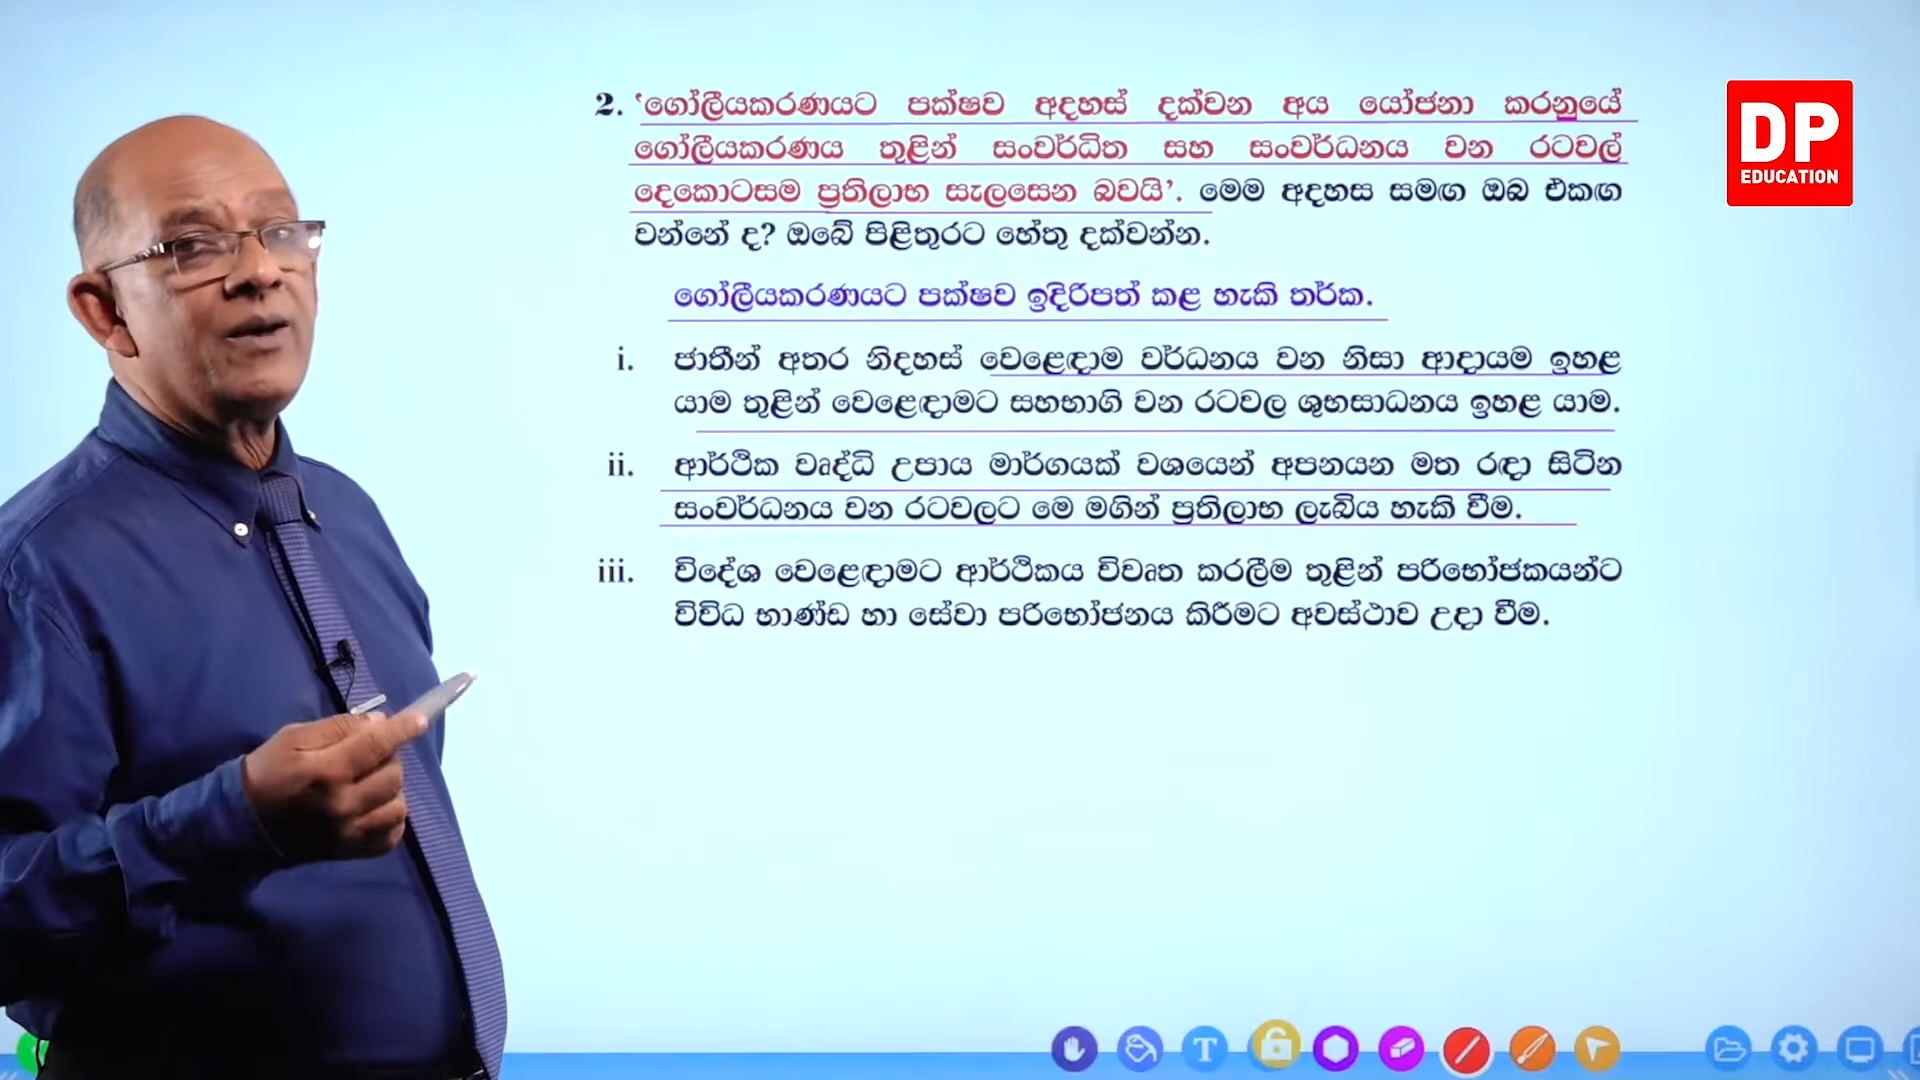 DP
EDUCATION
2. ‘ගෝලීයකරණයට පක්ෂව අදහස් දක්වන අය යෝජනා කරනුයේ
ගෝලීයකරණය තුළින් සංවර්ධිත සහ සංවර්ධනය වන රටවල්
දෙකොටසම ප්‍රතිලාභ සැලසෙන බවයි’. මෙම අදහස සමඟ ඔබ එකඟ
වන්නේ ද? ඔබේ පිළිතුරට හේතු දක්වන්න.
ගෝලීයකරණයට පක්ෂව ඉදිරිපත් කළ හැකි තර්ක.
i. ජාතීන් අතර නිදහස් වෙළෙඳාම වර්ධනය වන නිසා ආදායම ඉහළ
යාම තුළින් වෙළෙඳාමට සහභාගි වන රටවල ශුභසාධනය ඉහළ යාම.
ii. ආර්ථික වෘද්ධි උපාය මාර්ගයක් වශයෙන් අපනයන මත රඳා සිටින
සංවර්ධනය වන රටවලට මේ මගින් ප්‍රතිලාභ ලැබිය හැකි වීම.
iii. විදේශ වෙළෙඳාමට ආර්ථිකය විවෘත කරලීම තුළින් පරිභෝජකයන්ට
විවිධ භාණ්ඩ හා සේවා පරිභෝජනය කිරීමට අවස්ථාව උදා වීම.